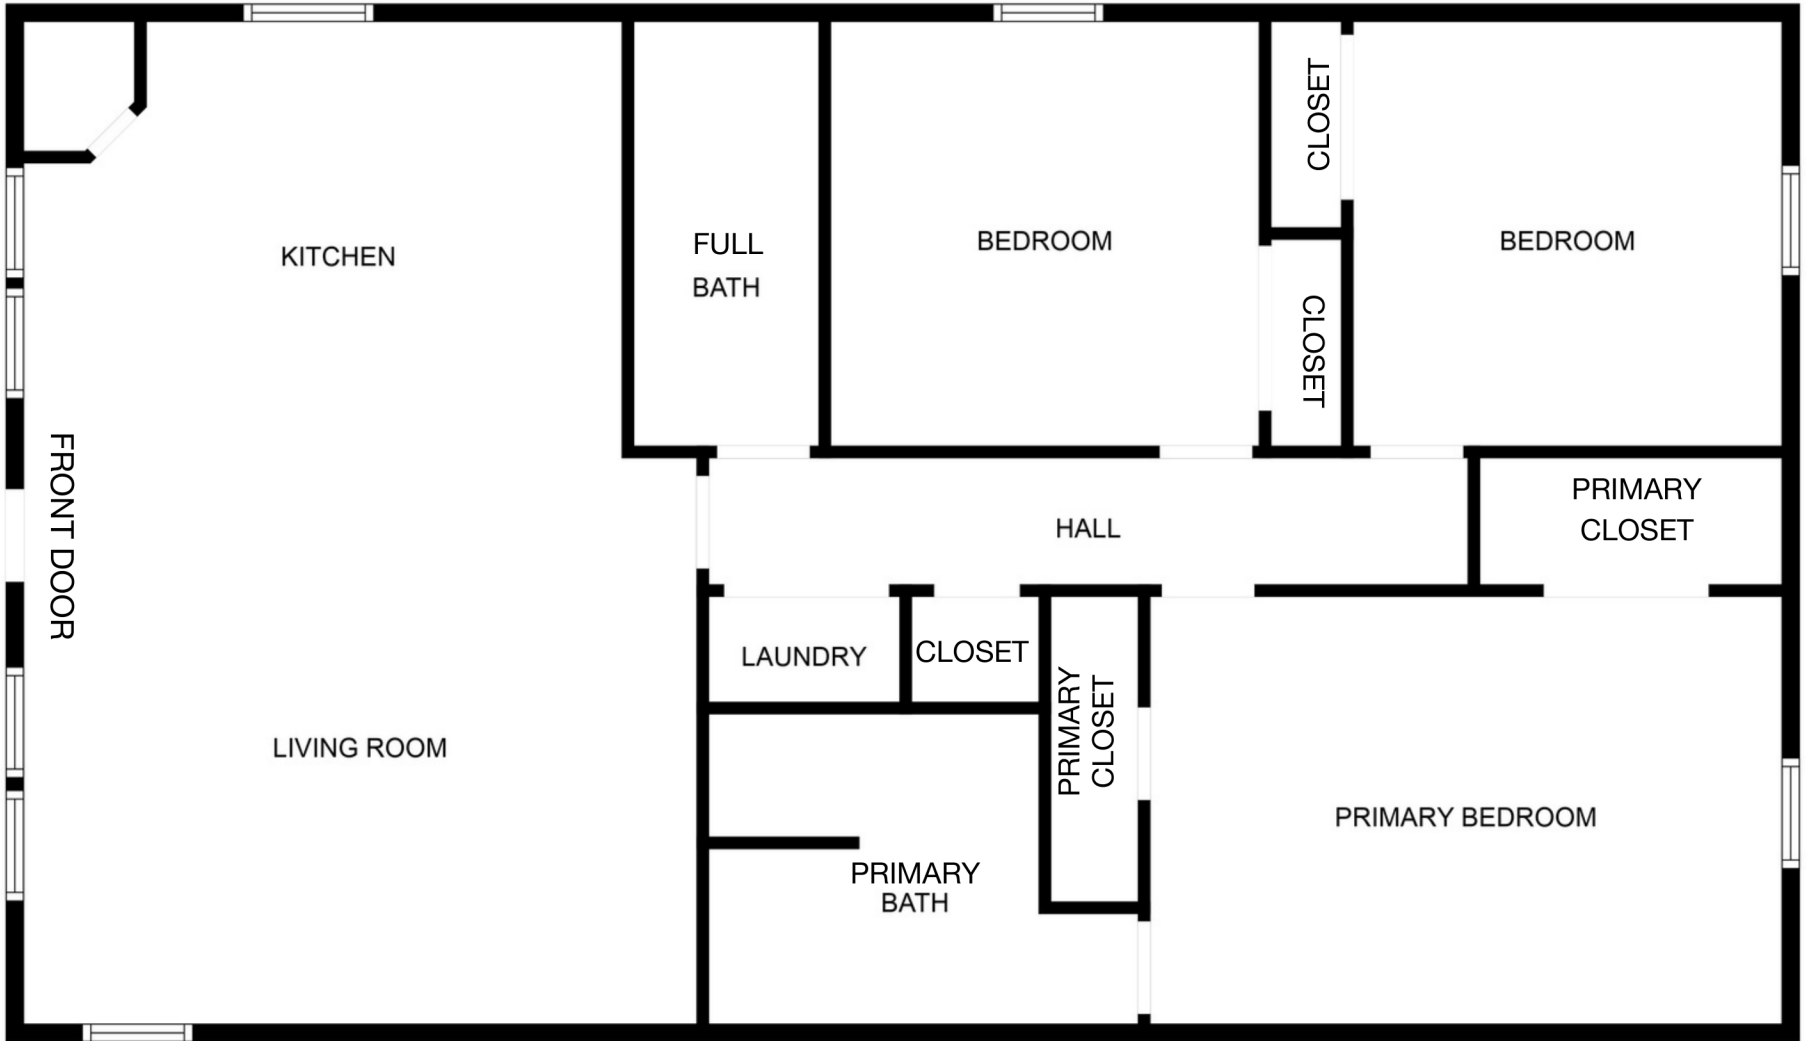 KITCHEN
FULL
BATH
BEDROOM
CLOSET
CLOSET
BEDROOM
FRONT DOOR
HALL
PRIMARY
CLOSET
LAUNDRY
CLOSET
PRIMARY
CLOSET
LIVING ROOM
PRIMARY
BATH
PRIMARY BEDROOM